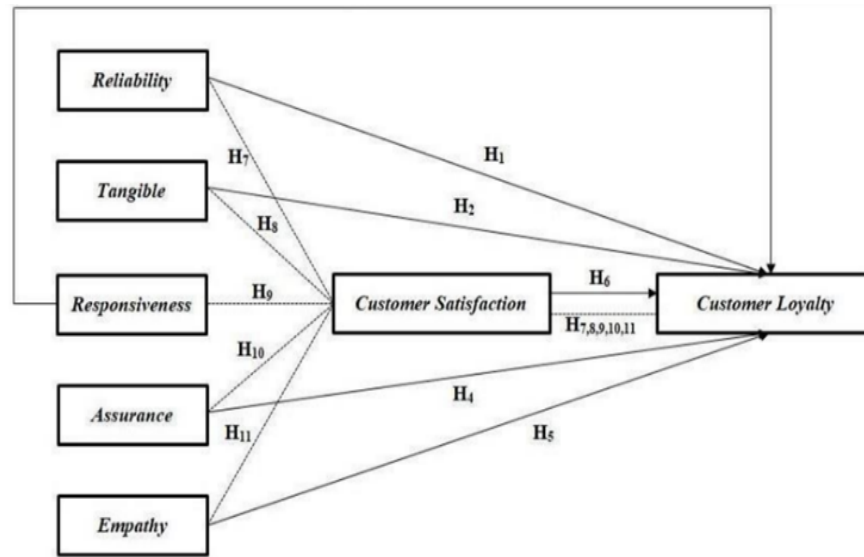 Reliability
H1
H7
Tangible
H2
H8
Responsiveness
H9
Customer Satisfaction
H6
Customer Loyalty
H7,8,9,10,11
H10
Assurance
H4
H11
H5
Empathy